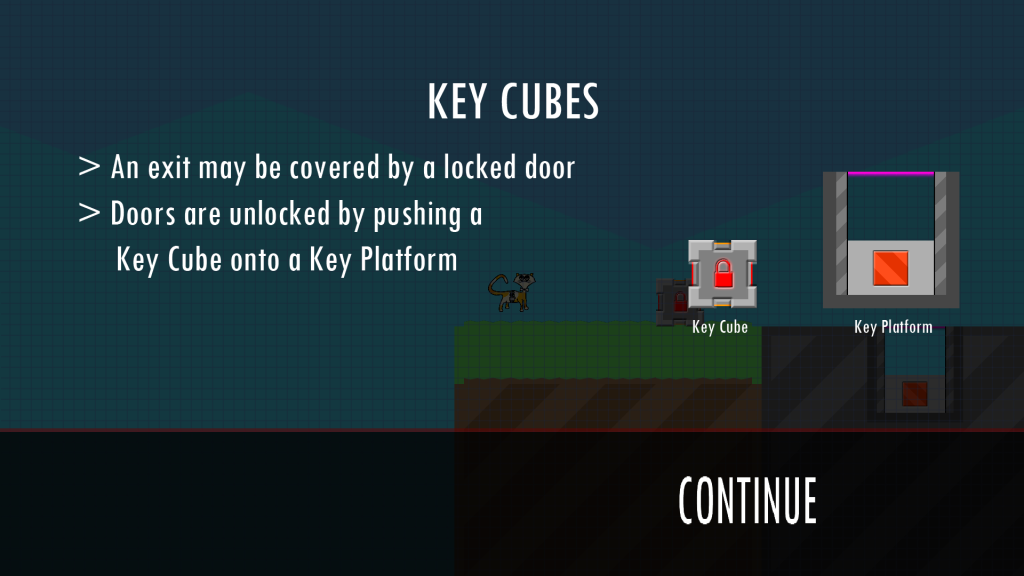 KEY CUBES
> An exit may be covered by a locked door
> Doors are unlocked by pushing a
Key Cube onto a Key Platform
Key Cube
Key Platform
CONTINUE